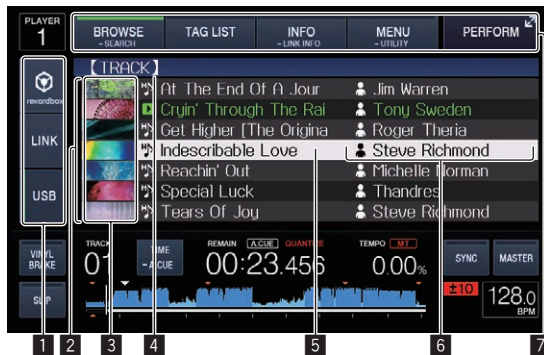 PLAYER
1
BROWSE
- SEARCH
TAG LIST
INFO
- LINK INFO
MENU
- UTILITY
PERFORM
【TRACK】
rekordbox
LINK
USB
At The End Of A Jour
Jim Warren
Cryin' Through The Rai
Tony Sweden
Get Higher [The Origina
Roger Theria
Indescribable Love
Steve Richmond
Reachin' Out
Michelle Norman
Special Luck
Thandres
Tears Of Joy
Steve Richmond
VINYL
BRAKE
SLIP
TRACK
01
TIME
- A.CUE
REMAIN A.CUE QUANTIZE
00:23.456
TEMPO MT
0.00%
SYNC
MASTER
±10
128.0
BPM
1 2 3 4 5 6 7